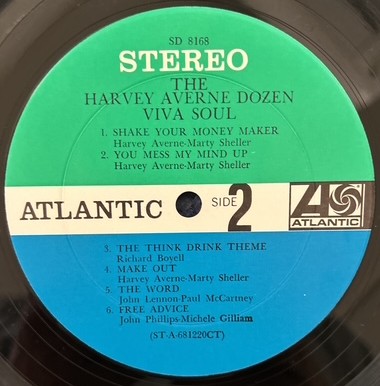 SD 8168
STEREO
THE
HARVEY AVERNE DOZEN
VIVA SOUL
1. SHAKE YOUR MONEY MAKER
Harvey Averne-Marty Sheller
2. YOU MESS MY MIND UP
Harvey Averne-Marty Sheller
ATLANTIC SIDE 2 ATLANTIC
3. THE THINK DRINK THEME
Richard Boyell
4. MAKE OUT
Harvey Averne-Marty Sheller
5. THE WORD
John Lennon-Paul McCartney
6. FREE ADVICE
John Phillips-Michele Gilliam
(ST-A-681220CT)